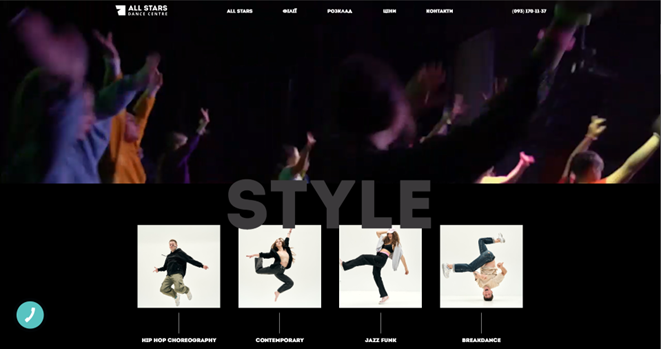 ALL STARS
DANCE CENTRE
ALL STARS ФІЛІЇ РОЗКЛАД ЦІНИ КОНТАКТИ (093) 170-11-37
STYLE
HIP HOP CHOREOGRAPHY CONTEMPORARY JAZZ FUNK BREAKDANCE